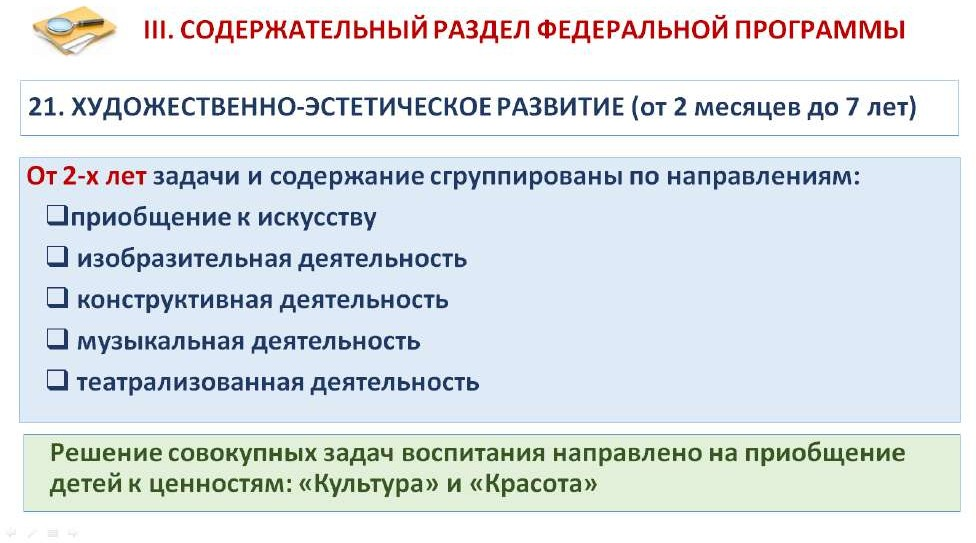 III. СОДЕРЖАТЕЛЬНЫЙ РАЗДЕЛ ФЕДЕРАЛЬНОЙ ПРОГРАММЫ
21. ХУДОЖЕСТВЕННО-ЭСТЕТИЧЕСКОЕ РАЗВИТИЕ (от 2 месяцев до 7 лет)
От 2-х лет задачи и содержание сгруппированы по направлениям:
❑приобщение к искусству
❑ изобразительная деятельность
❑ конструктивная деятельность
❑ музыкальная деятельность
❑ театрализованная деятельность
Решение совокупных задач воспитания направлено на приобщение
детей к ценностям: «Культура» и «Красота»